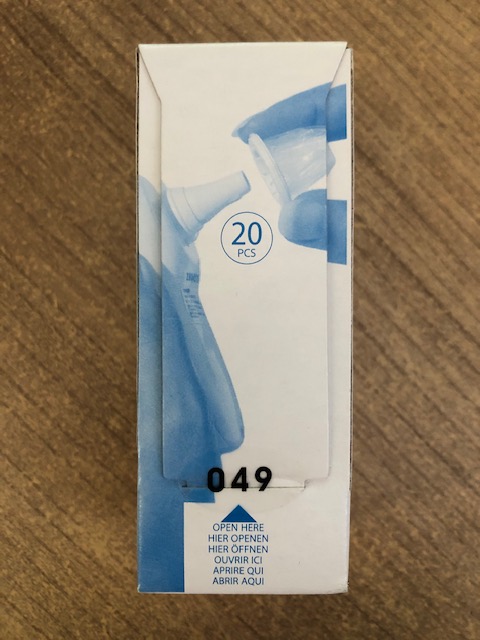 20
PCS
049
OPEN HERE
HIER OPENEN
HIER ÖFFNEN
OUVRIR ICI
APRIRE QUI
ABRIR AQUI